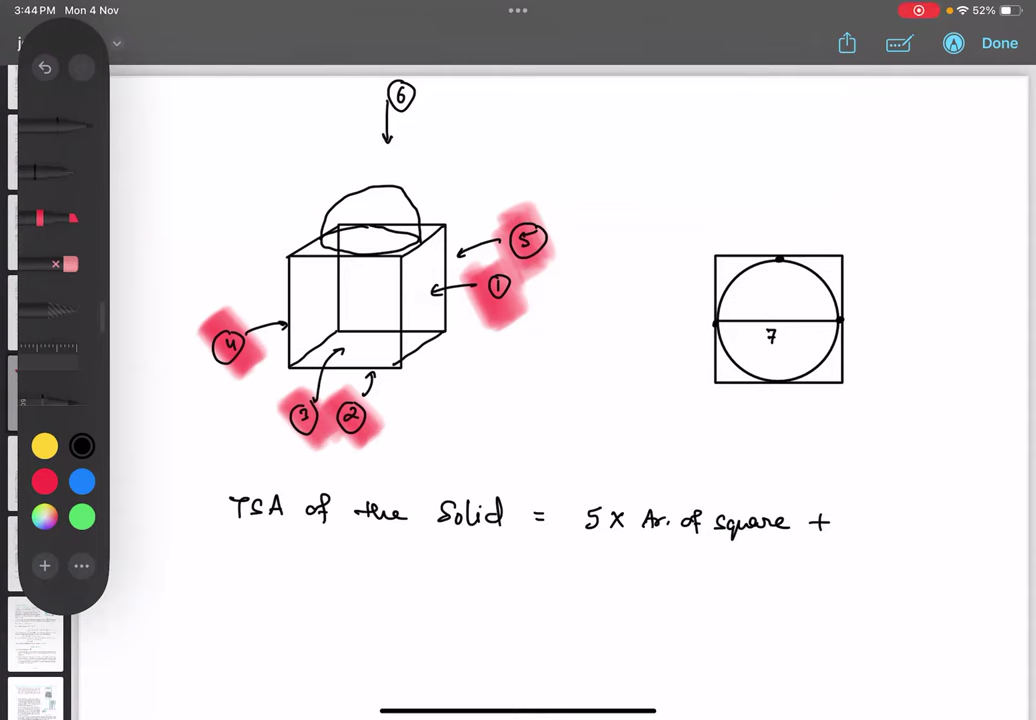 3:44 PM Mon 4 Nov
52%
Done
6
5
1
4
3
2
7
TSA of the Solid = 5 x Ar. of square +